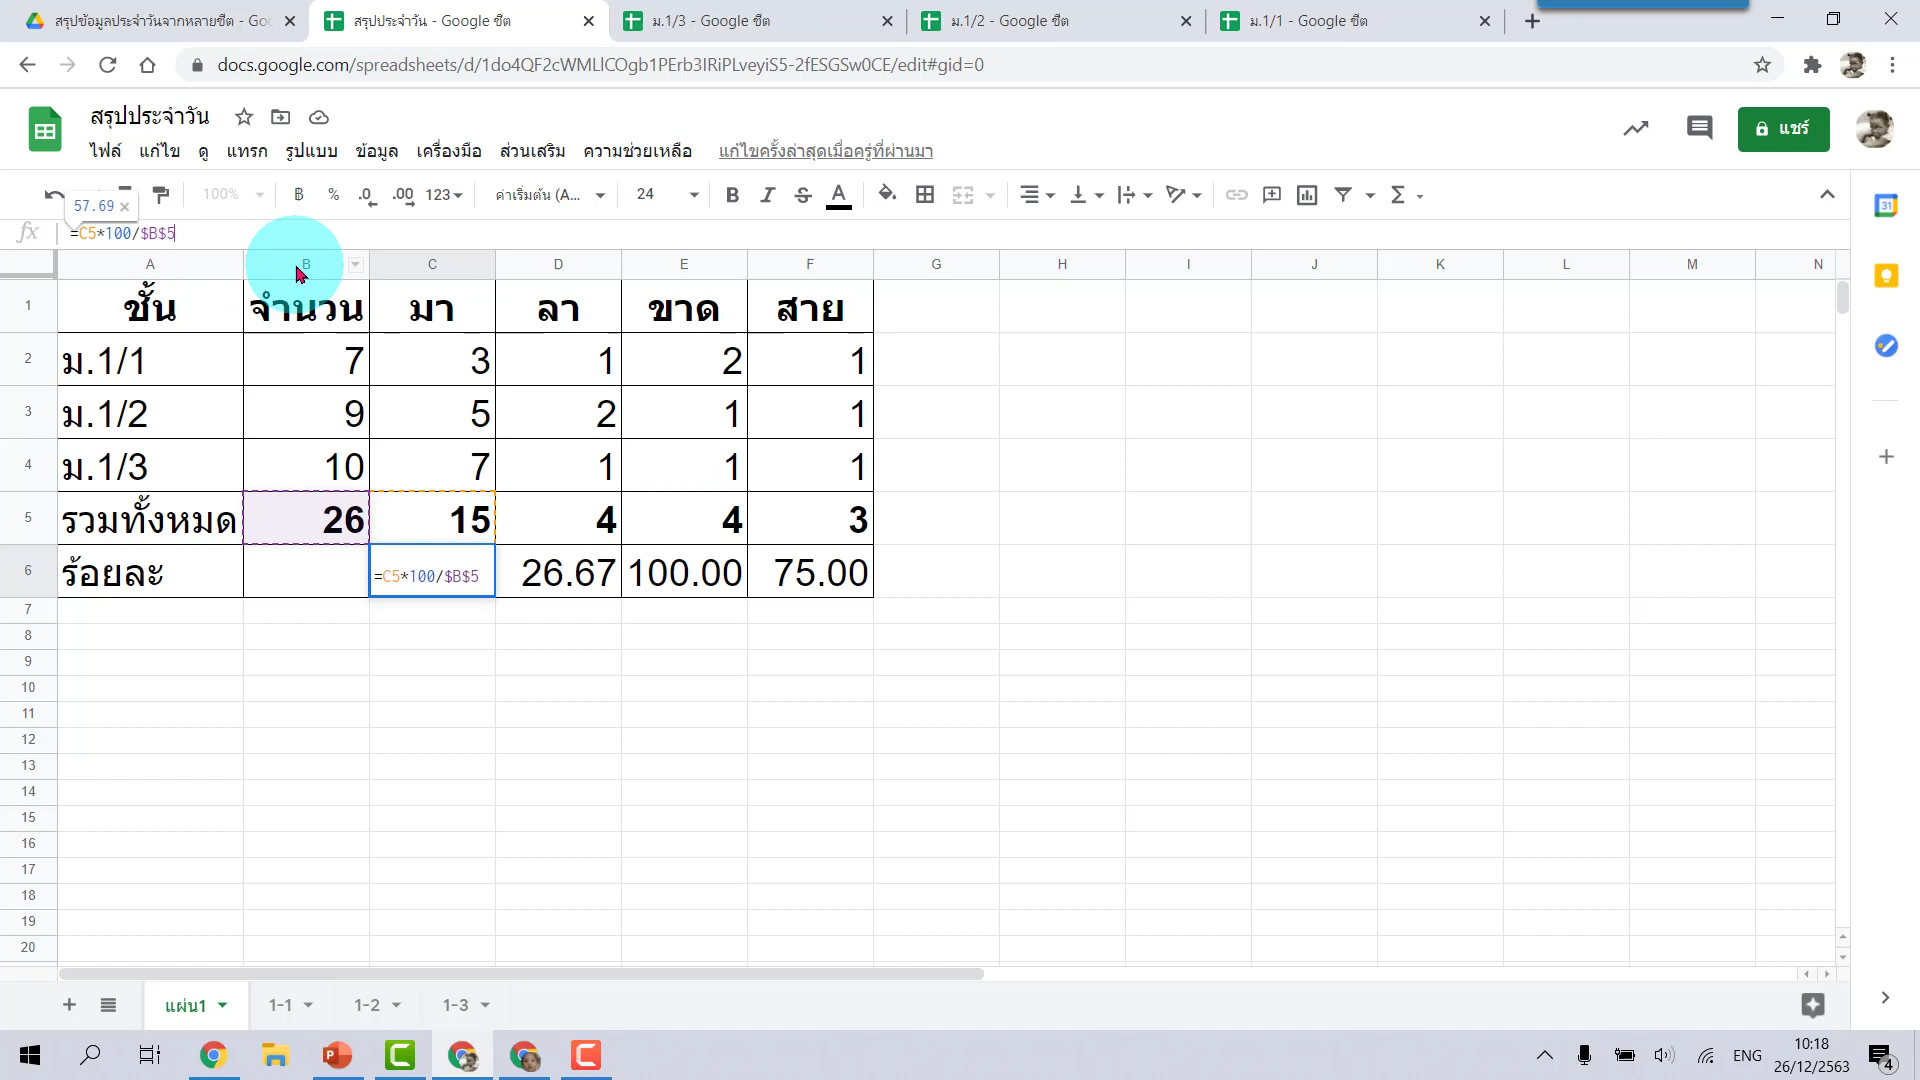 สรุปข้อมูลประจำวันจากหลายชีต - Goo
สรุปประจำวัน - Google ชีต
ม.1/3 - Google ชีต
ม.1/2 - Google ชีต
ม.1/1 - Google ชีต
docs.google.com/spreadsheets/d/1do4QF2cWMLlCOgb1PErb3IRiPLveyiS5-2fESGSw0CE/edit#gid=0
สรุปประจำวัน
ไฟล์ แก้ไข ดู แทรก รูปแบบ ข้อมูล เครื่องมือ ส่วนเสริม ความช่วยเหลือ แก้ไขครั้งล่าสุดเมื่อครู่ที่ผ่านมา
แชร์
100% ฿ % .0 .00 123 ค่าเริ่มต้น (A... 24 B I S A Σ
31
57.69 ×
fx =C5*100/$B$5
A B C D E F G H I J K L M N
1 ชั้น จำนวน มา ลา ขาด สาย
2 ม.1/1 7 3 1 2 1
3 ม.1/2 9 5 2 1 1
4 ม.1/3 10 7 1 1 1
5 รวมทั้งหมด 26 15 4 4 3
6 ร้อยละ =C5*100/$B$5 26.67 100.00 75.00
7
8
9
10
11
12
13
14
15
16
17
18
19
20
แผ่น1 1-1 1-2 1-3
ENG
10:18
26/12/2563
4